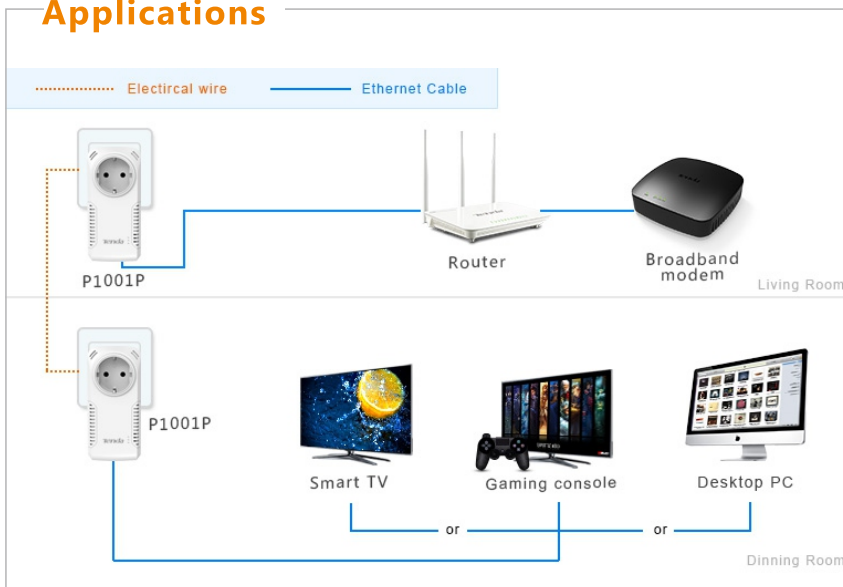 Applications
Electircal wire
Ethernet Cable
P1001P
Router
Broadband
modem
Living Room
P1001P
Smart TV
Gaming console
Desktop PC
or
or
Dinning Room